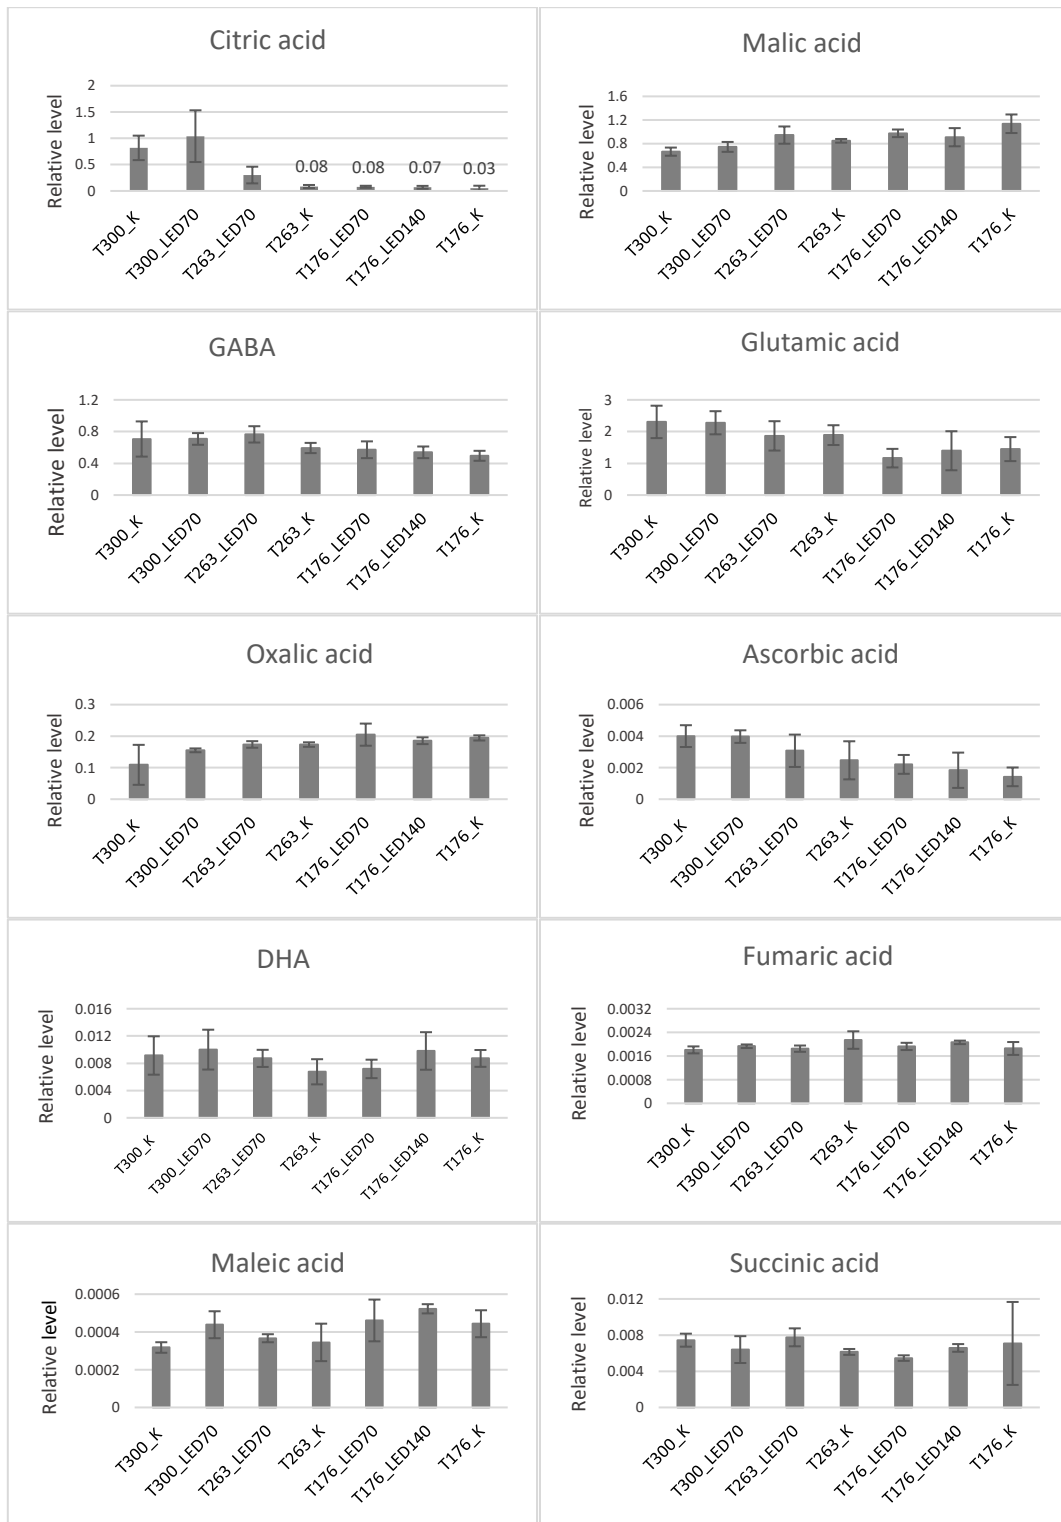 Citric acid
Relative level
2
1.5
1
0.5
0
0.08
0.08
0.07
0.03
T300_K
T300_LED70
T263_LED70
T263_K
T176_LED70
T176_LED140
T176_K
Malic acid
Relative level
1.6
1.2
0.8
0.4
0
T300_K
T300_LED70
T263_LED70
T263_K
T176_LED70
T176_LED140
T176_K
GABA
Relative level
1.2
0.8
0.4
0
T300_K
T300_LED70
T263_LED70
T263_K
T176_LED70
T176_LED140
T176_K
Glutamic acid
Relative level
3
2
1
0
T300_K
T300_LED70
T263_LED70
T263_K
T176_LED70
T176_LED140
T176_K
Oxalic acid
Relative level
0.3
0.2
0.1
0
T300_K
T300_LED70
T263_LED70
T263_K
T176_LED70
T176_LED140
T176_K
Ascorbic acid
Relative level
0.006
0.004
0.002
0
T300_K
T300_LED70
T263_LED70
T263_K
T176_LED70
T176_LED140
T176_K
DHA
Relative level
0.016
0.012
0.008
0.004
0
T300_K
T300_LED70
T263_LED70
T263_K
T176_LED70
T176_LED140
T176_K
Fumaric acid
Relative level
0.0032
0.0024
0.0016
0.0008
0
T300_K
T300_LED70
T263_LED70
T263_K
T176_LED70
T176_LED140
T176_K
Maleic acid
Relative level
0.0006
0.0004
0.0002
0
T300_K
T300_LED70
T263_LED70
T263_K
T176_LED70
T176_LED140
T176_K
Succinic acid
Relative level
0.012
0.008
0.004
0
T300_K
T300_LED70
T263_LED70
T263_K
T176_LED70
T176_LED140
T176_K